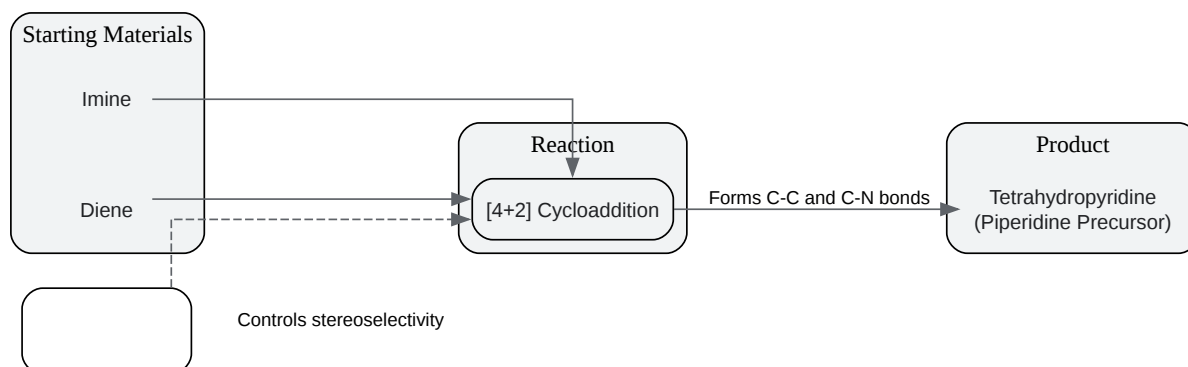 Starting Materials
Imine
Diene
Reaction
[4+2] Cycloaddition
Forms C-C and C-N bonds
Product
Tetrahydropyridine
(Piperidine Precursor)
Controls stereoselectivity